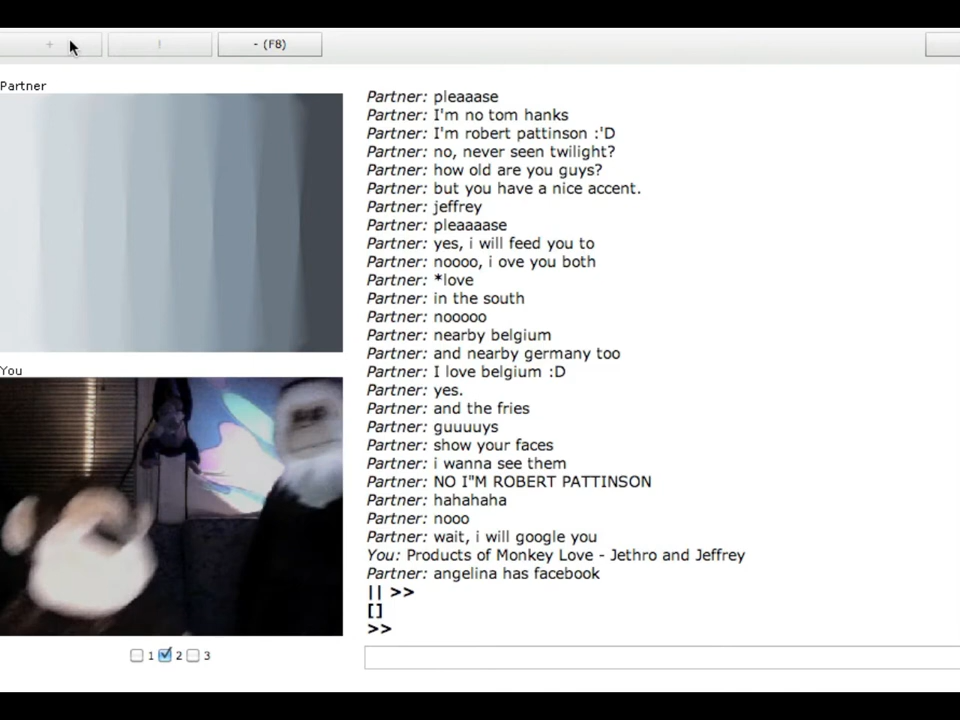 + ! - (F8)
Partner
Partner: pleaaase
Partner: I'm no tom hanks
Partner: I'm robert pattinson :'D
Partner: no, never seen twilight?
Partner: how old are you guys?
Partner: but you have a nice accent.
Partner: jeffrey
Partner: pleaaaase
Partner: yes, i will feed you to
Partner: noooo, i ove you both
Partner: *love
Partner: in the south
Partner: nooooo
Partner: nearby belgium
Partner: and nearby germany too
Partner: I love belgium :D
Partner: yes.
Partner: and the fries
Partner: guuuuys
Partner: show your faces
Partner: i wanna see them
Partner: NO I"M ROBERT PATTINSON
Partner: hahahaha
Partner: nooo
Partner: wait, i will google you
You: Products of Monkey Love - Jethro and Jeffrey
Partner: angelina has facebook
|| >>
[]
>>
You
1 2 3